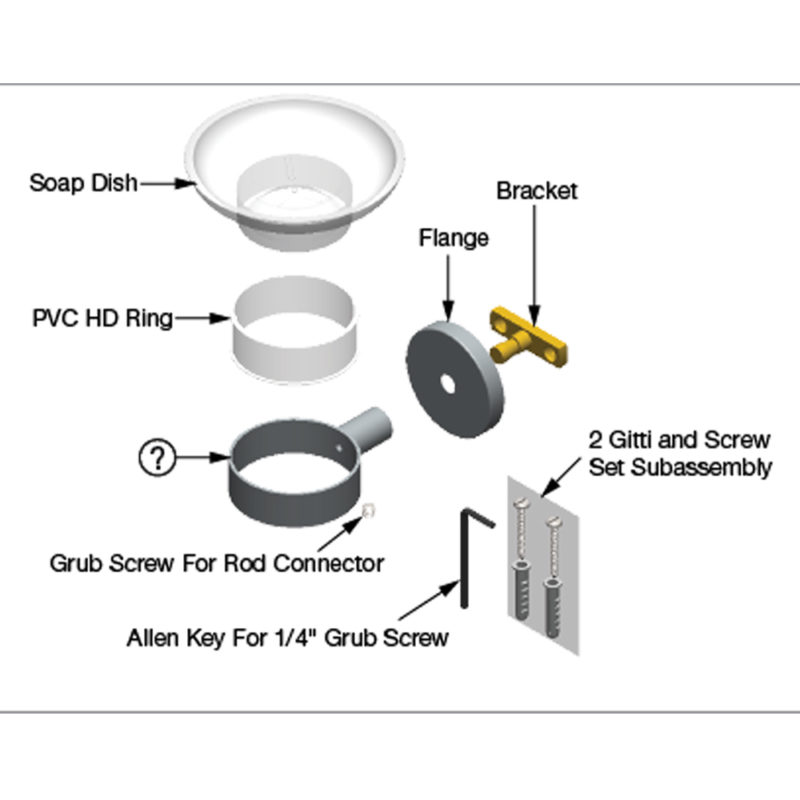 Soap Dish
Bracket
Flange
PVC HD Ring
?
2 Gitti and Screw
Set Subassembly
Grub Screw For Rod Connector
Allen Key For 1/4" Grub Screw